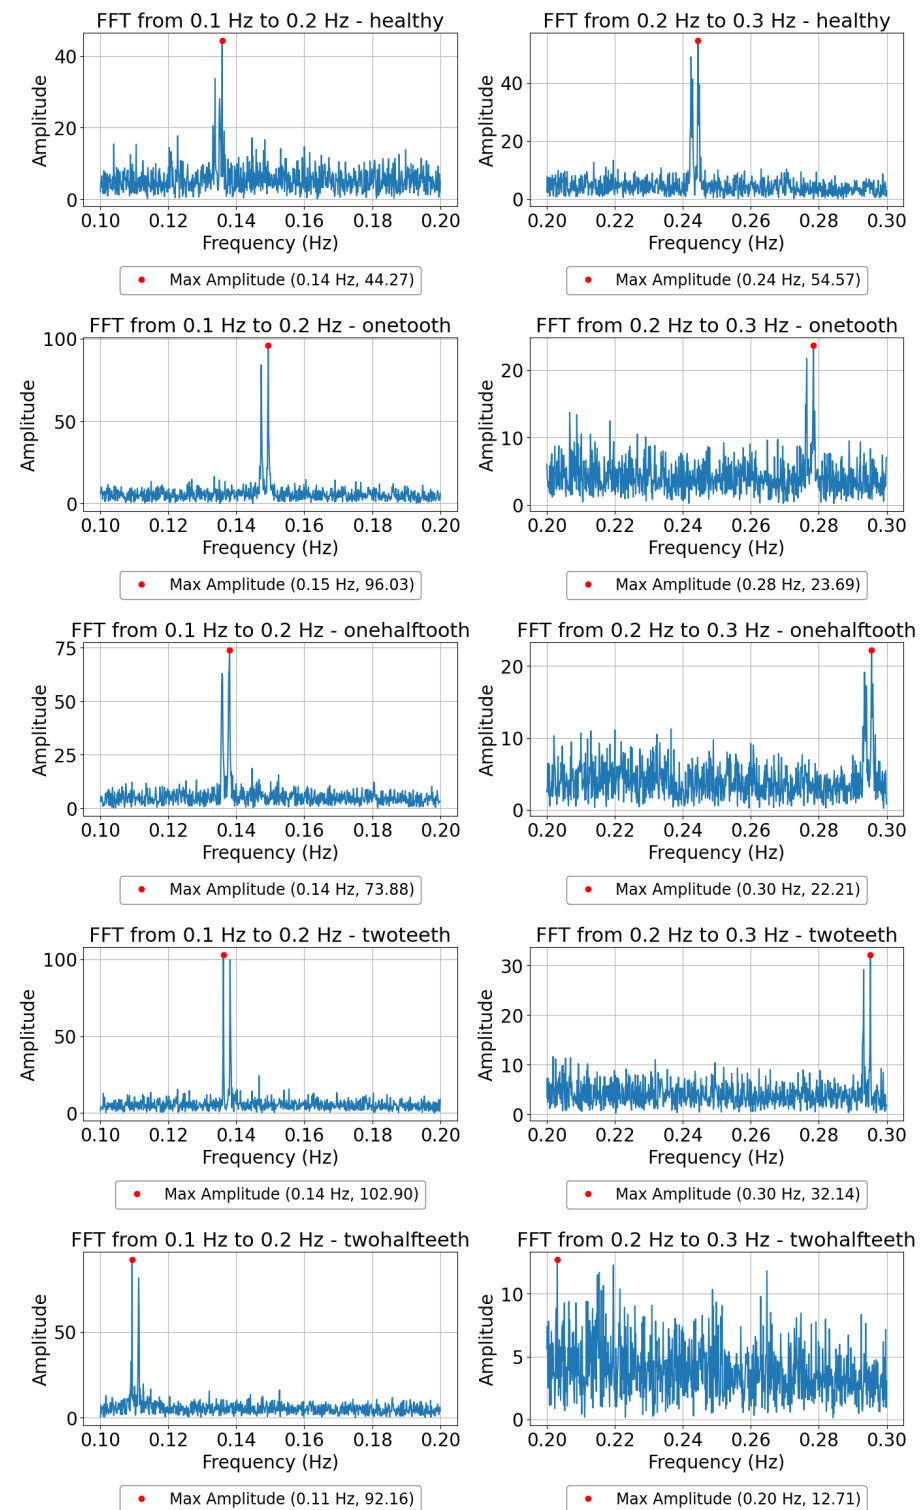 FFT from 0.1 Hz to 0.2 Hz - healthy
40
20
0
Amplitude
0.10 0.12 0.14 0.16 0.18 0.20
Frequency (Hz)
Max Amplitude (0.14 Hz, 44.27)
FFT from 0.2 Hz to 0.3 Hz - healthy
40
20
0
Amplitude
0.20 0.22 0.24 0.26 0.28 0.30
Frequency (Hz)
Max Amplitude (0.24 Hz, 54.57)
FFT from 0.1 Hz to 0.2 Hz - onetooth
100
50
0
Amplitude
0.10 0.12 0.14 0.16 0.18 0.20
Frequency (Hz)
Max Amplitude (0.15 Hz, 96.03)
FFT from 0.2 Hz to 0.3 Hz - onetooth
20
10
0
Amplitude
0.20 0.22 0.24 0.26 0.28 0.30
Frequency (Hz)
Max Amplitude (0.28 Hz, 23.69)
FFT from 0.1 Hz to 0.2 Hz - onehalftooth
75
50
25
0
Amplitude
0.10 0.12 0.14 0.16 0.18 0.20
Frequency (Hz)
Max Amplitude (0.14 Hz, 73.88)
FFT from 0.2 Hz to 0.3 Hz - onehalftooth
20
10
0
Amplitude
0.20 0.22 0.24 0.26 0.28 0.30
Frequency (Hz)
Max Amplitude (0.30 Hz, 22.21)
FFT from 0.1 Hz to 0.2 Hz - twoteeth
100
50
0
Amplitude
0.10 0.12 0.14 0.16 0.18 0.20
Frequency (Hz)
Max Amplitude (0.14 Hz, 102.90)
FFT from 0.2 Hz to 0.3 Hz - twoteeth
30
20
10
0
Amplitude
0.20 0.22 0.24 0.26 0.28 0.30
Frequency (Hz)
Max Amplitude (0.30 Hz, 32.14)
FFT from 0.1 Hz to 0.2 Hz - twohalfteeth
50
0
Amplitude
0.10 0.12 0.14 0.16 0.18 0.20
Frequency (Hz)
Max Amplitude (0.11 Hz, 92.16)
FFT from 0.2 Hz to 0.3 Hz - twohalfteeth
10
5
0
Amplitude
0.20 0.22 0.24 0.26 0.28 0.30
Frequency (Hz)
Max Amplitude (0.20 Hz, 12.71)